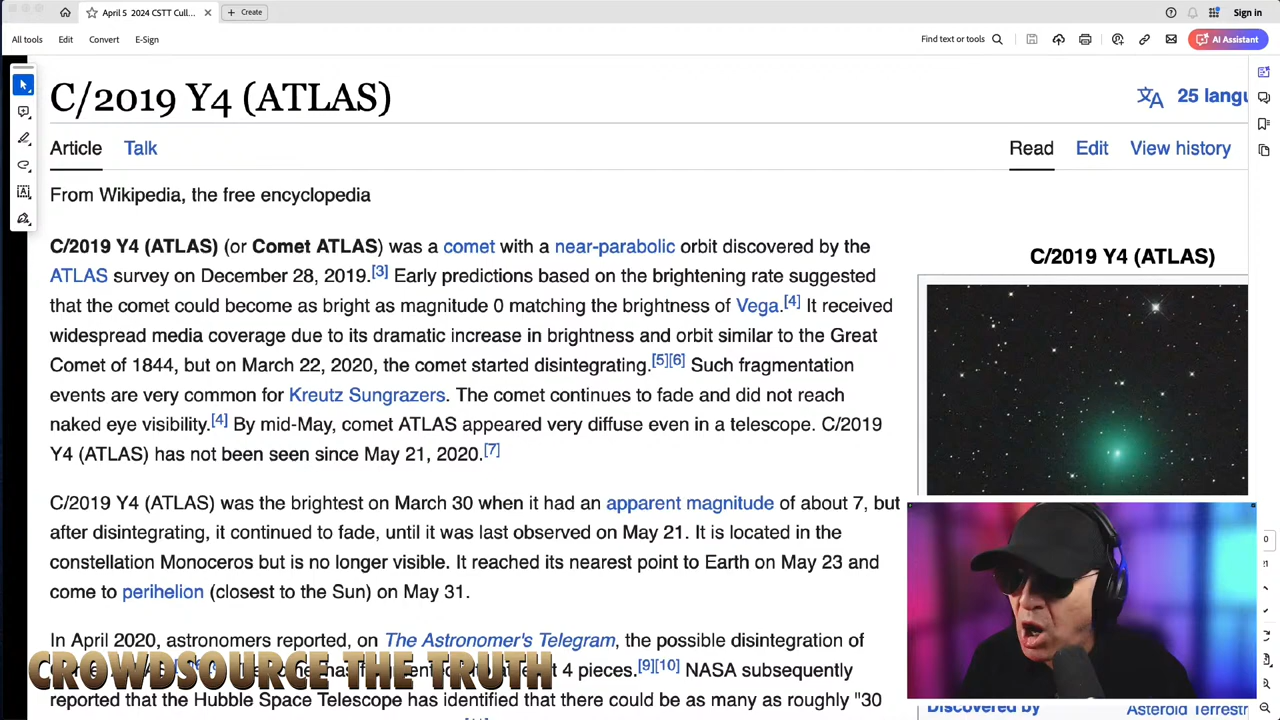 April 5 2024 CSTT Cull...
Create
Sign in
All tools
Edit
Convert
E-Sign
Find text or tools
AI Assistant
C/2019 Y4 (ATLAS)
25 langu
Article
Talk
Read
Edit
View history
From Wikipedia, the free encyclopedia
C/2019 Y4 (ATLAS) (or Comet ATLAS) was a comet with a near-parabolic orbit discovered by the
ATLAS survey on December 28, 2019.[3] Early predictions based on the brightening rate suggested
that the comet could become as bright as magnitude 0 matching the brightness of Vega.[4] It received
widespread media coverage due to its dramatic increase in brightness and orbit similar to the Great
Comet of 1844, but on March 22, 2020, the comet started disintegrating.[5][6] Such fragmentation
events are very common for Kreutz Sungrazers. The comet continues to fade and did not reach
naked eye visibility.[4] By mid-May, comet ATLAS appeared very diffuse even in a telescope. C/2019
Y4 (ATLAS) has not been seen since May 21, 2020.[7]
C/2019 Y4 (ATLAS)
C/2019 Y4 (ATLAS) was the brightest on March 30 when it had an apparent magnitude of about 7, but
after disintegrating, it continued to fade, until it was last observed on May 21. It is located in the
constellation Monoceros but is no longer visible. It reached its nearest point to Earth on May 23 and
come to perihelion (closest to the Sun) on May 31.
In April 2020, astronomers reported, on The Astronomer's Telegram, the possible disintegration of
4 pieces.[9][10] NASA subsequently
reported that the Hubble Space Telescope has identified that there could be as many as roughly "30
CROWDSOURCE THE TRUTH
Discovered by
Asteroid Terrestr